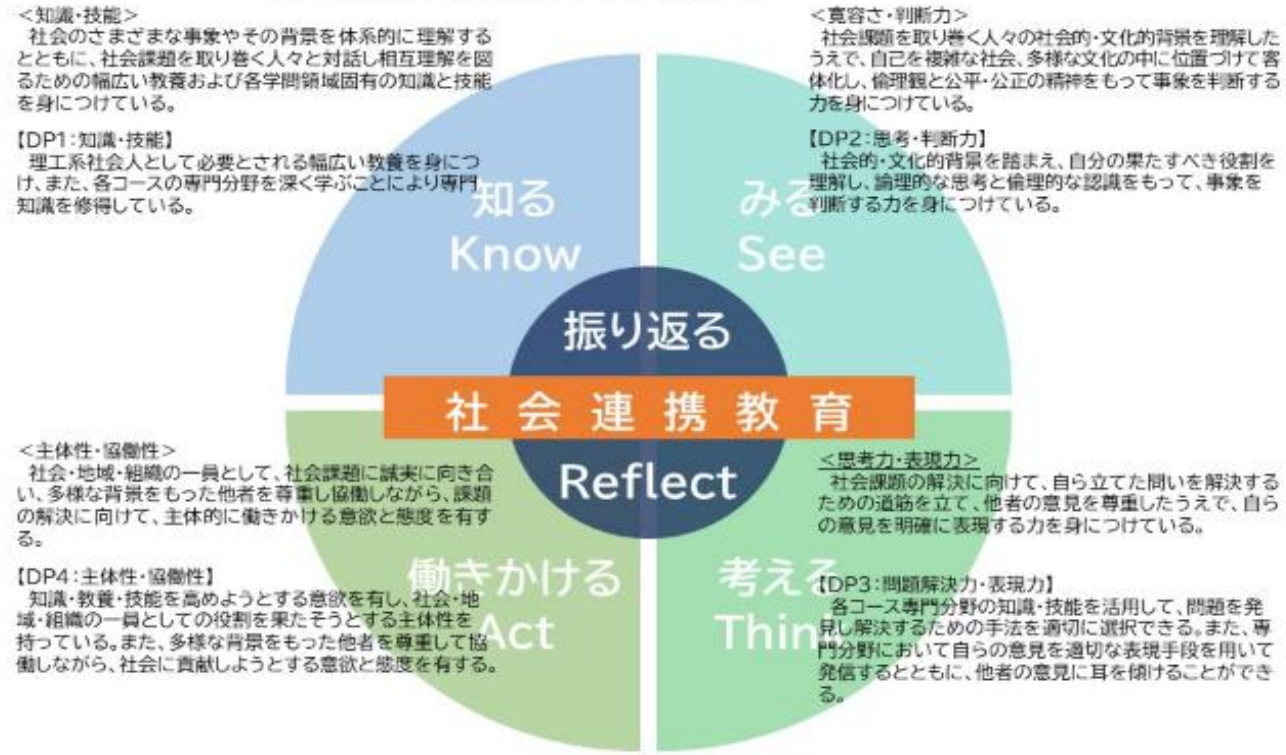 <知識・技能>
社会のさまざまな事象やその背景を体系的に理解する
とともに、社会課題を取り巻く人々と対話し相互理解を図
るための幅広い教養および各学問領域固有の知識と技能
を身につけている。
【DP1:知識・技能】
理工系社会人として必要とされる幅広い教養を身につ
け、また、各コースの専門分野を深く学ぶことにより専門
知識を修得している。
知る
Know
<寛容さ・判断力>
社会課題を取り巻く人々の社会的・文化的背景を理解した
うえで、自己を複雑な社会、多様な文化の中に位置づけて客
体化し、倫理観と公平・公正の精神をもって事象を判断する
力を身につけている。
【DP2:思考・判断力】
社会的・文化的背景を踏まえ、自分の果たすべき役割を
理解し、論理的な思考と倫理的な認識をもって、事象を
判断する力を身につけている。
みる
See
振り返る
社会連携教育
Reflect
<主体性・協働性>
社会・地域・組織の一員として、社会課題に誠実に向き合
い、多様な背景をもった他者を尊重し協働しながら、課題
の解決に向けて、主体的に働きかける意欲と態度を有す
る。
【DP4:主体性・協働性】
知識・教養・技能を高めようとする意欲を有し、社会・地
域・組織の一員としての役割を果たそうとする主体性を
持っている。また、多様な背景をもった他者を尊重して協
働しながら、社会に貢献しようとする意欲と態度を有する。
働きかける
Act
<思考力・表現力>
社会課題の解決に向けて、自ら立てた問いを解決する
ための道筋を立て、他者の意見を尊重したうえで、自ら
の意見を明確に表現する力を身につけている。
【DP3:問題解決力・表現力】
各コース専門分野の知識・技能を活用して、問題を発
見し解決するための手法を適切に選択できる。また、専
門分野において自らの意見を適切な表現手段を用いて
発信するとともに、他者の意見に耳を傾けることができ
る。
考える
Think